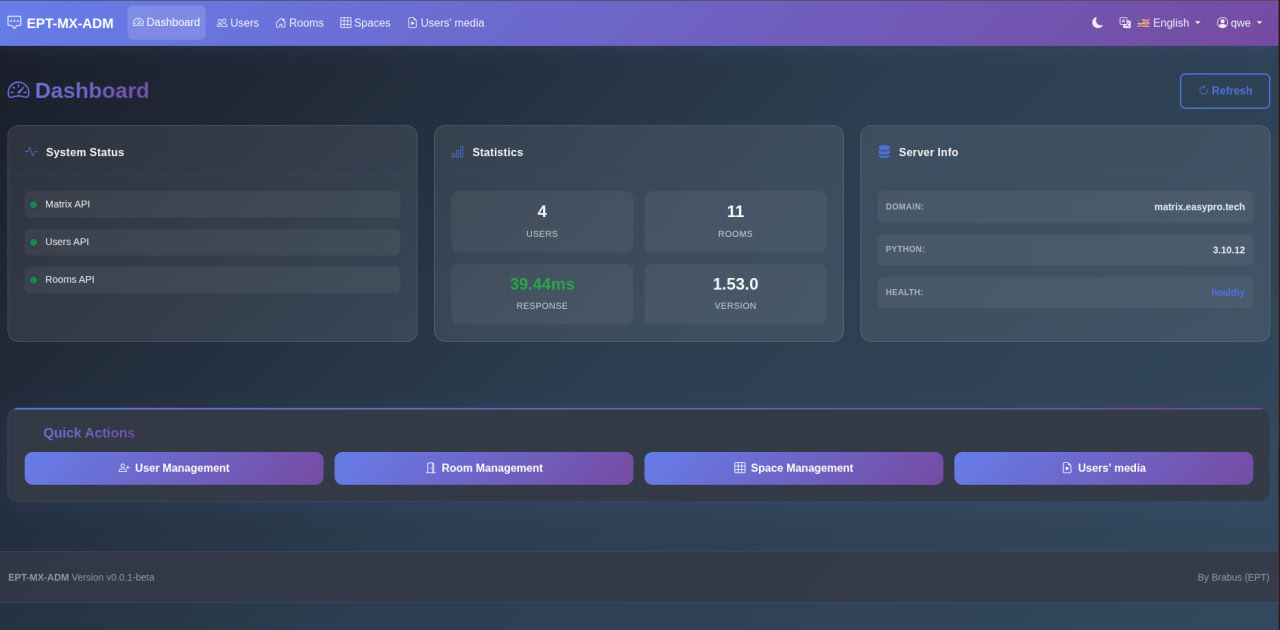 EPT-MX-ADM Dashboard Users Rooms Spaces Users' media English qwe
Dashboard
Refresh
System Status
Matrix API
Users API
Rooms API
Statistics
4
USERS
11
ROOMS
39.44ms
RESPONSE
1.53.0
VERSION
Server Info
DOMAIN: matrix.easypro.tech
PYTHON: 3.10.12
HEALTH: healthy
Quick Actions
User Management Room Management Space Management Users' media
EPT-MX-ADM Version v0.0.1-beta
By Brabus (EPT)